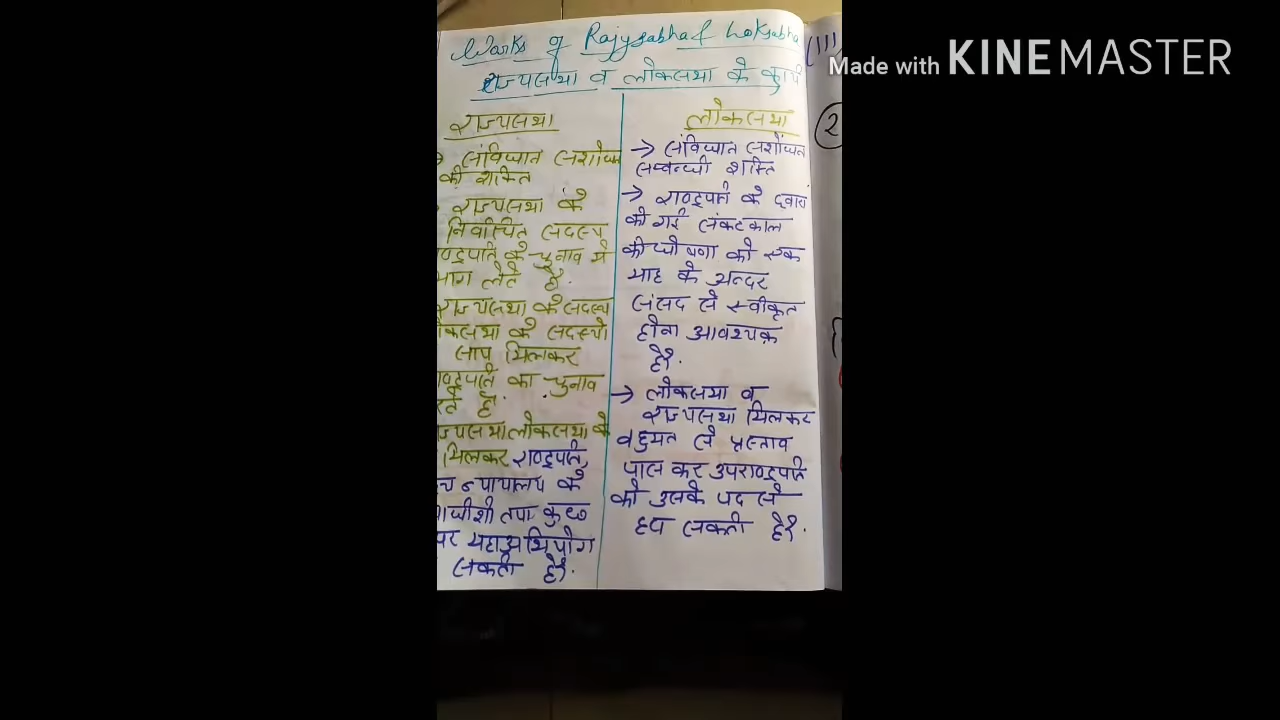 Works of Rajysabha & Loksabha
(111)
Made with KINEMASTER
राज्यसभा व लोकसभा के कार्य
2
राज्यसभा
संविधान संशोधन
की शक्ति
राज्यसभा के
निर्वाचित सदस्य
ष्ट्रपति के चुनाव मे
भाग लेते है.
राज्यसभा के सदस्य
कसभा के सदस्यो
साथ मिलकर
ष्ट्रपति का चुनाव
रते है.
ज्यसभा लोकसभा के
मिलकर राष्ट्रपति,
च्च न्यायालय के
तथा कुछ
पर महाअभियोग
सकती है.
लोकसभा
→ संविधान संशोधन
सम्बन्धी शक्ति
→ राष्ट्रपति के द्वारा
की गई संकटकाल
की घोषणा को एक
माह के अन्दर
संसद से स्वीकृत
होना आवश्यक
है.
→ लोकसभा व
राज्यसभा मिलकर
बहुमत से प्रस्ताव
पास कर उपराष्ट्रपति
को उसके पद से
हटा सकती है.